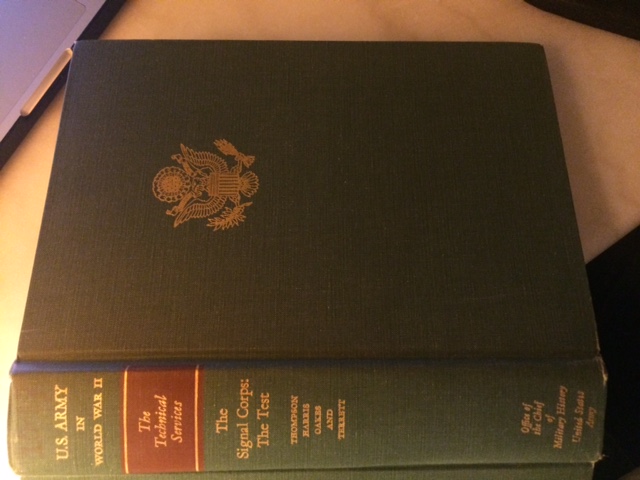 U.S. ARMY
IN
WORLD WAR II
The
Technical
Services
The
Signal Corps:
The Test
THOMPSON
HARRIS
OAKES
AND
TERRETT
Office of
the Chief
of
Military History
United States
Army